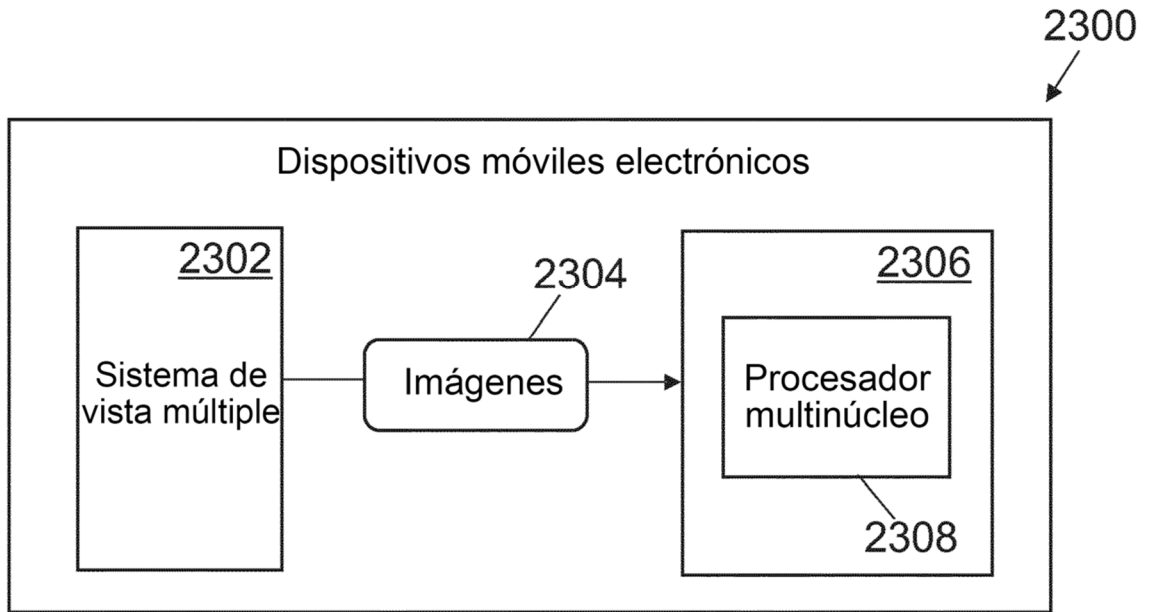 2300
Dispositivos móviles electrónicos
2302
Sistema de
vista múltiple
2304
Imágenes
2306
Procesador
multinúcleo
2308